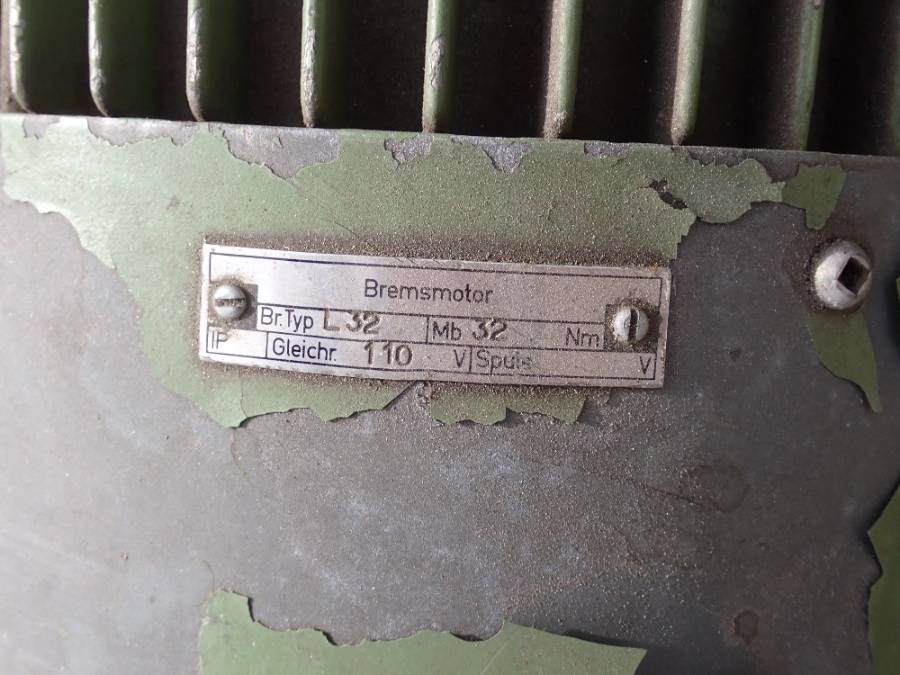 Bremsmotor
Br.Typ L 32 Mb 32 Nm
IP Gleichr. 110 V Spule V